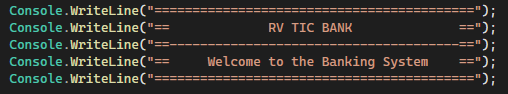 Console.WriteLine("==========================================");
Console.WriteLine("==             RV TIC BANK              ==");
Console.WriteLine("==--------------------------------------==");
Console.WriteLine("==     Welcome to the Banking System    ==");
Console.WriteLine("==========================================");